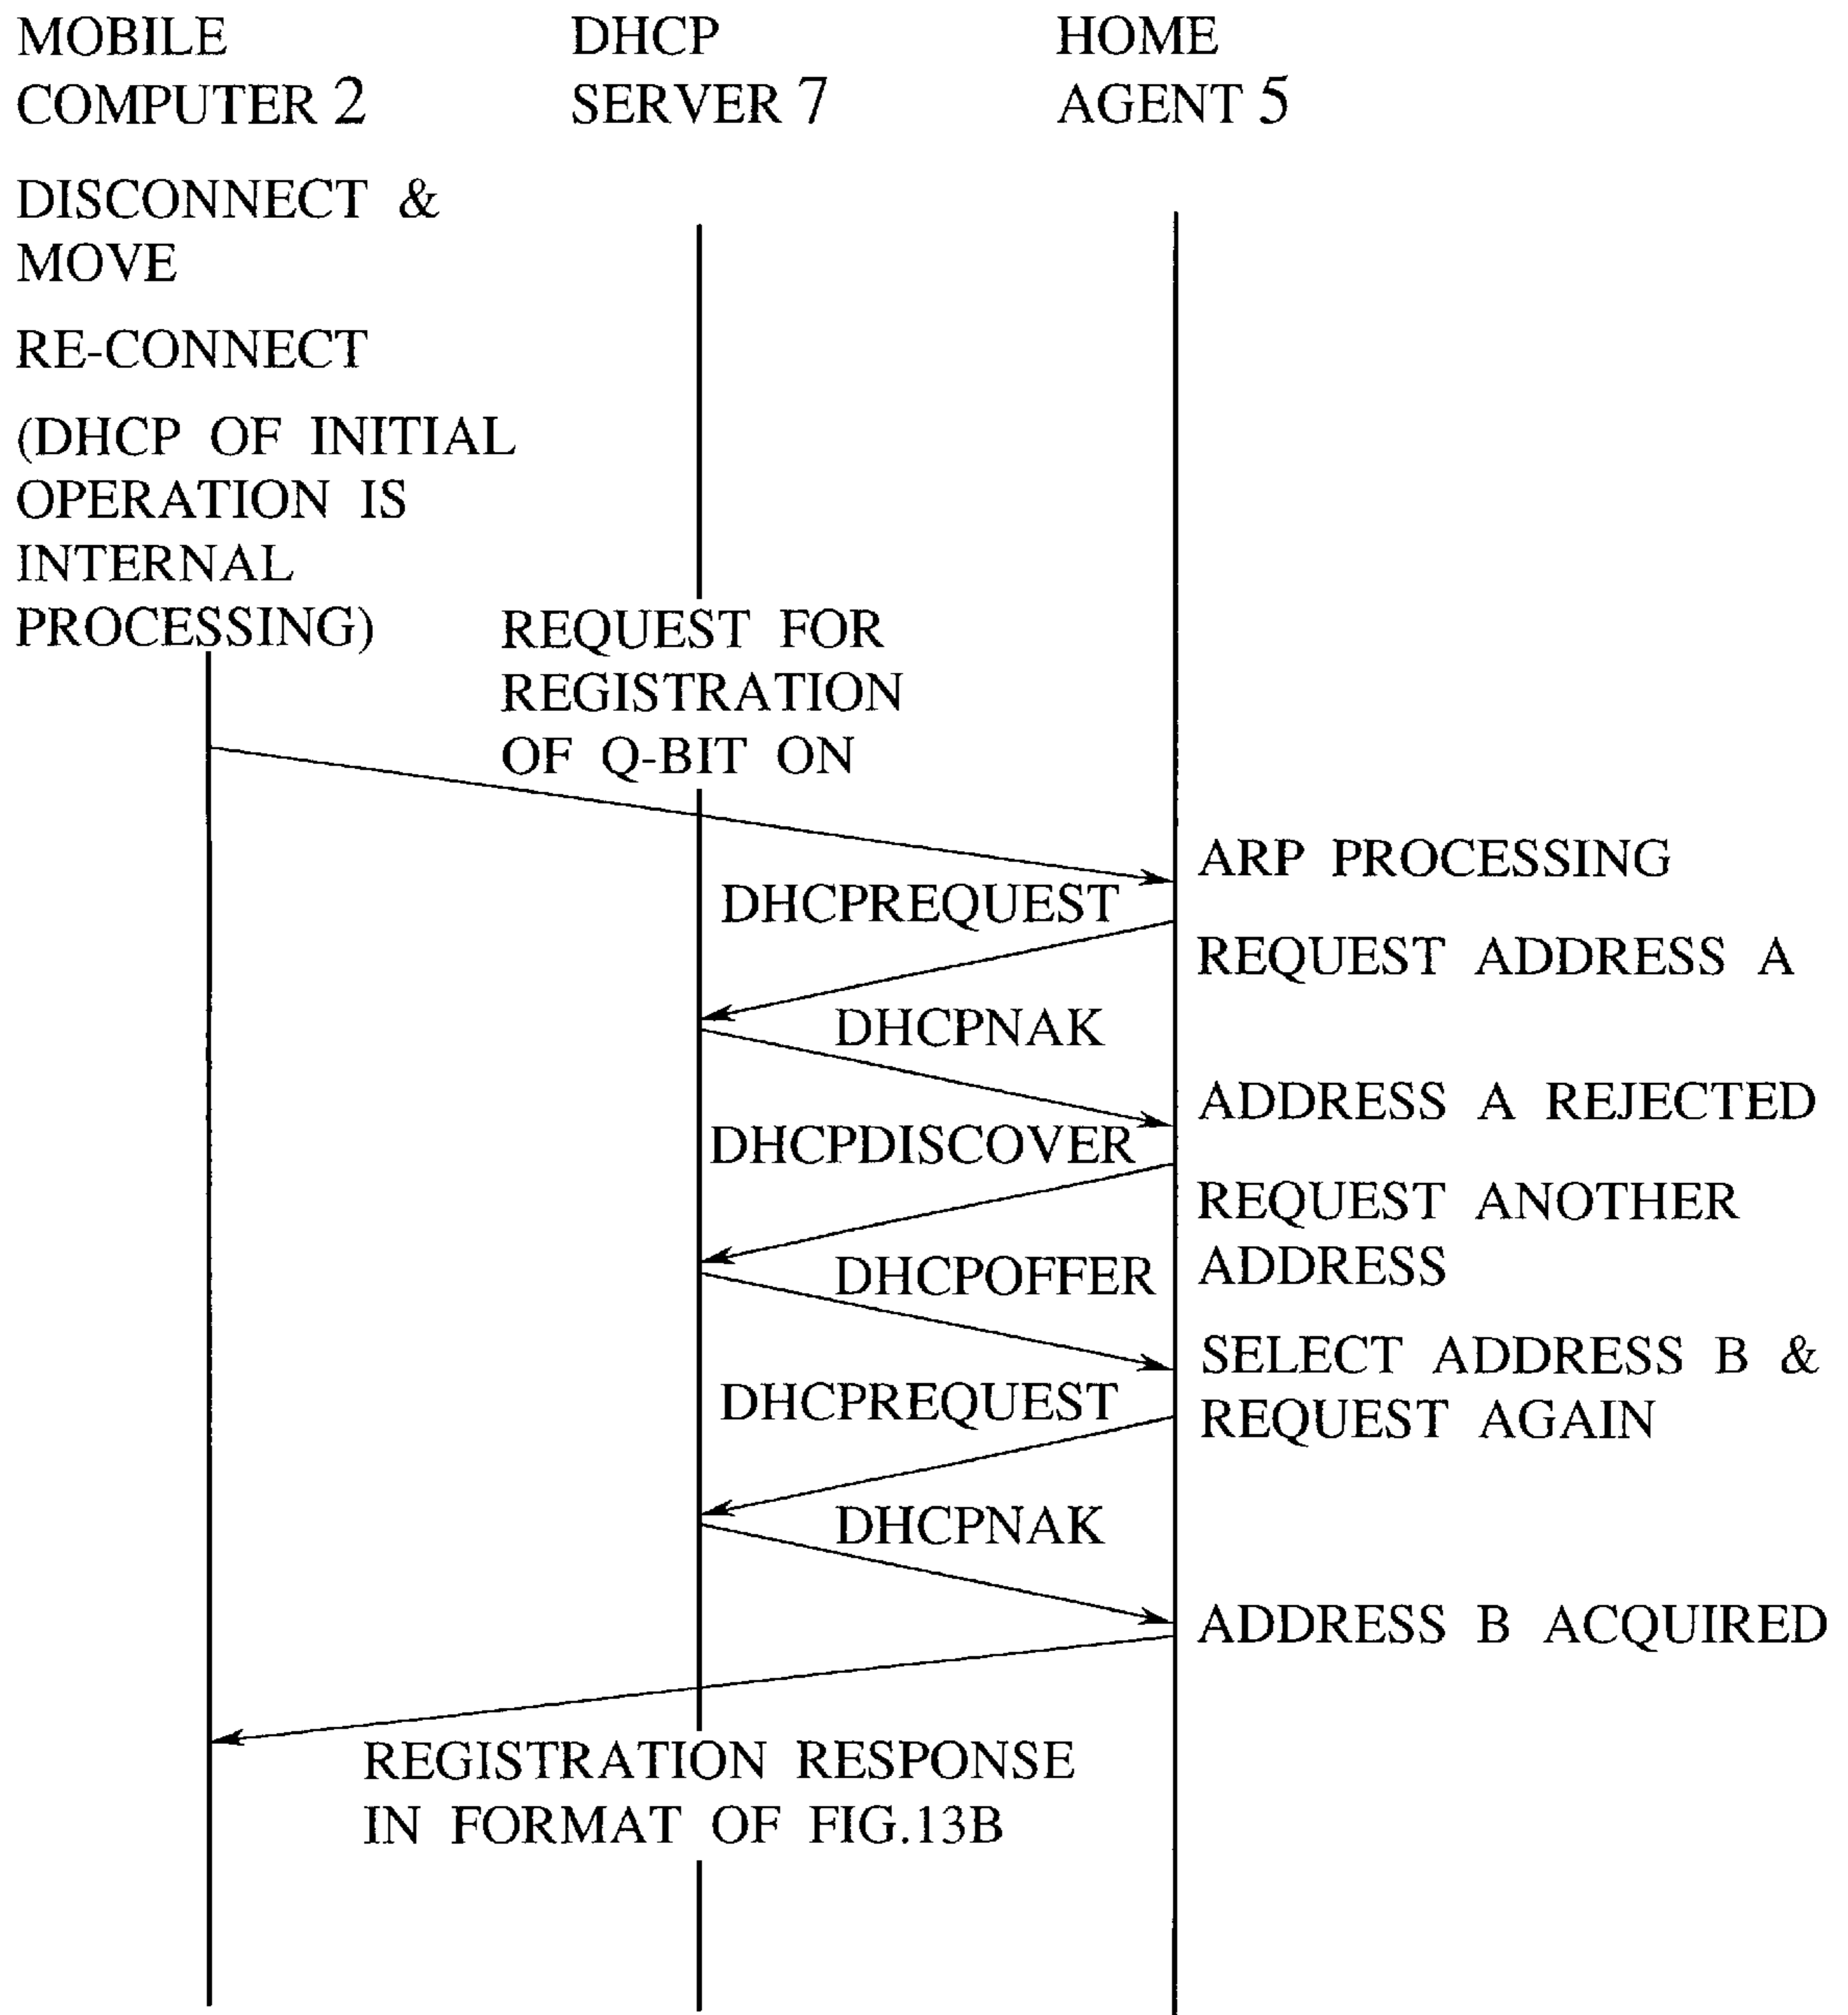 MOBILE
COMPUTER 2
DHCP
SERVER 7
HOME
AGENT 5
DISCONNECT &
MOVE
RE-CONNECT
(DHCP OF INITIAL
OPERATION IS
INTERNAL
PROCESSING)
REQUEST FOR
REGISTRATION
OF Q-BIT ON
ARP PROCESSING
DHCPREQUEST
REQUEST ADDRESS A
DHCPNAK
ADDRESS A REJECTED
DHCPDISCOVER
REQUEST ANOTHER
ADDRESS
DHCPOFFER
SELECT ADDRESS B &
REQUEST AGAIN
DHCPREQUEST
DHCPNAK
ADDRESS B ACQUIRED
REGISTRATION RESPONSE
IN FORMAT OF FIG.13B